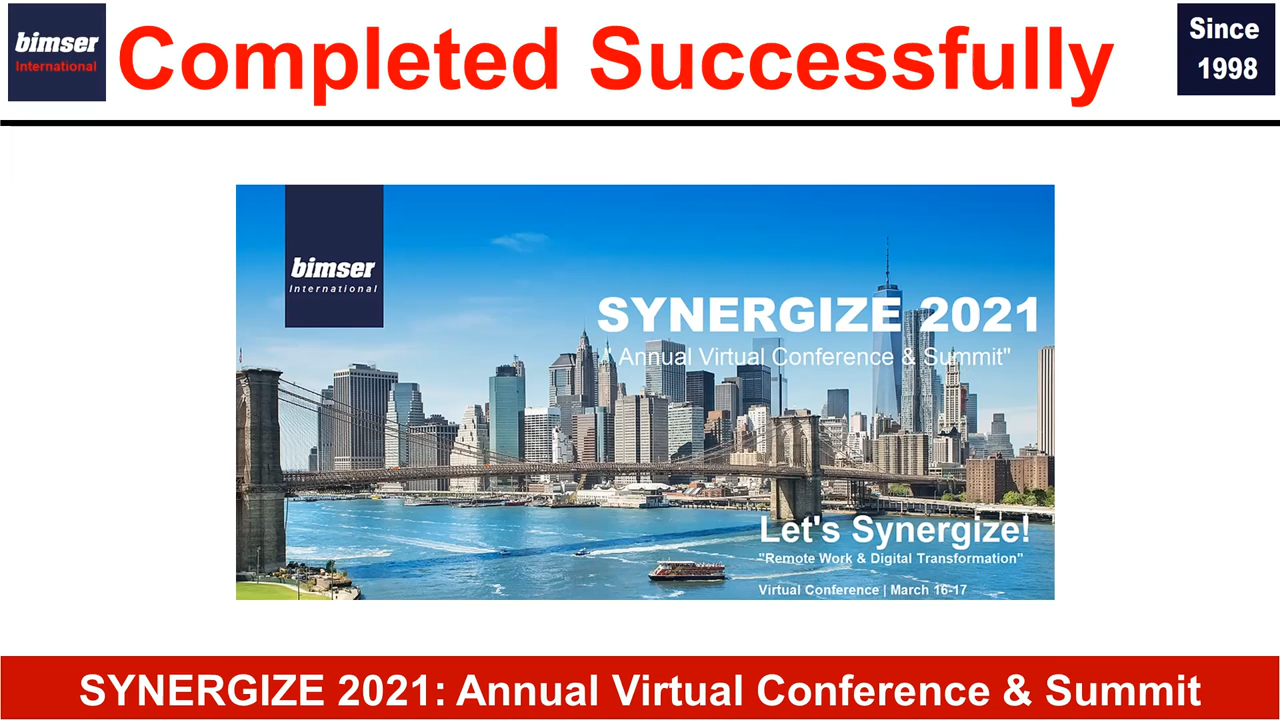 bimser
International
Completed Successfully
Since
1998
bimser
International
SYNERGIZE 2021
" Annual Virtual Conference & Summit"
Let's Synergize!
"Remote Work & Digital Transformation"
Virtual Conference | March 16-17
SYNERGIZE 2021: Annual Virtual Conference & Summit